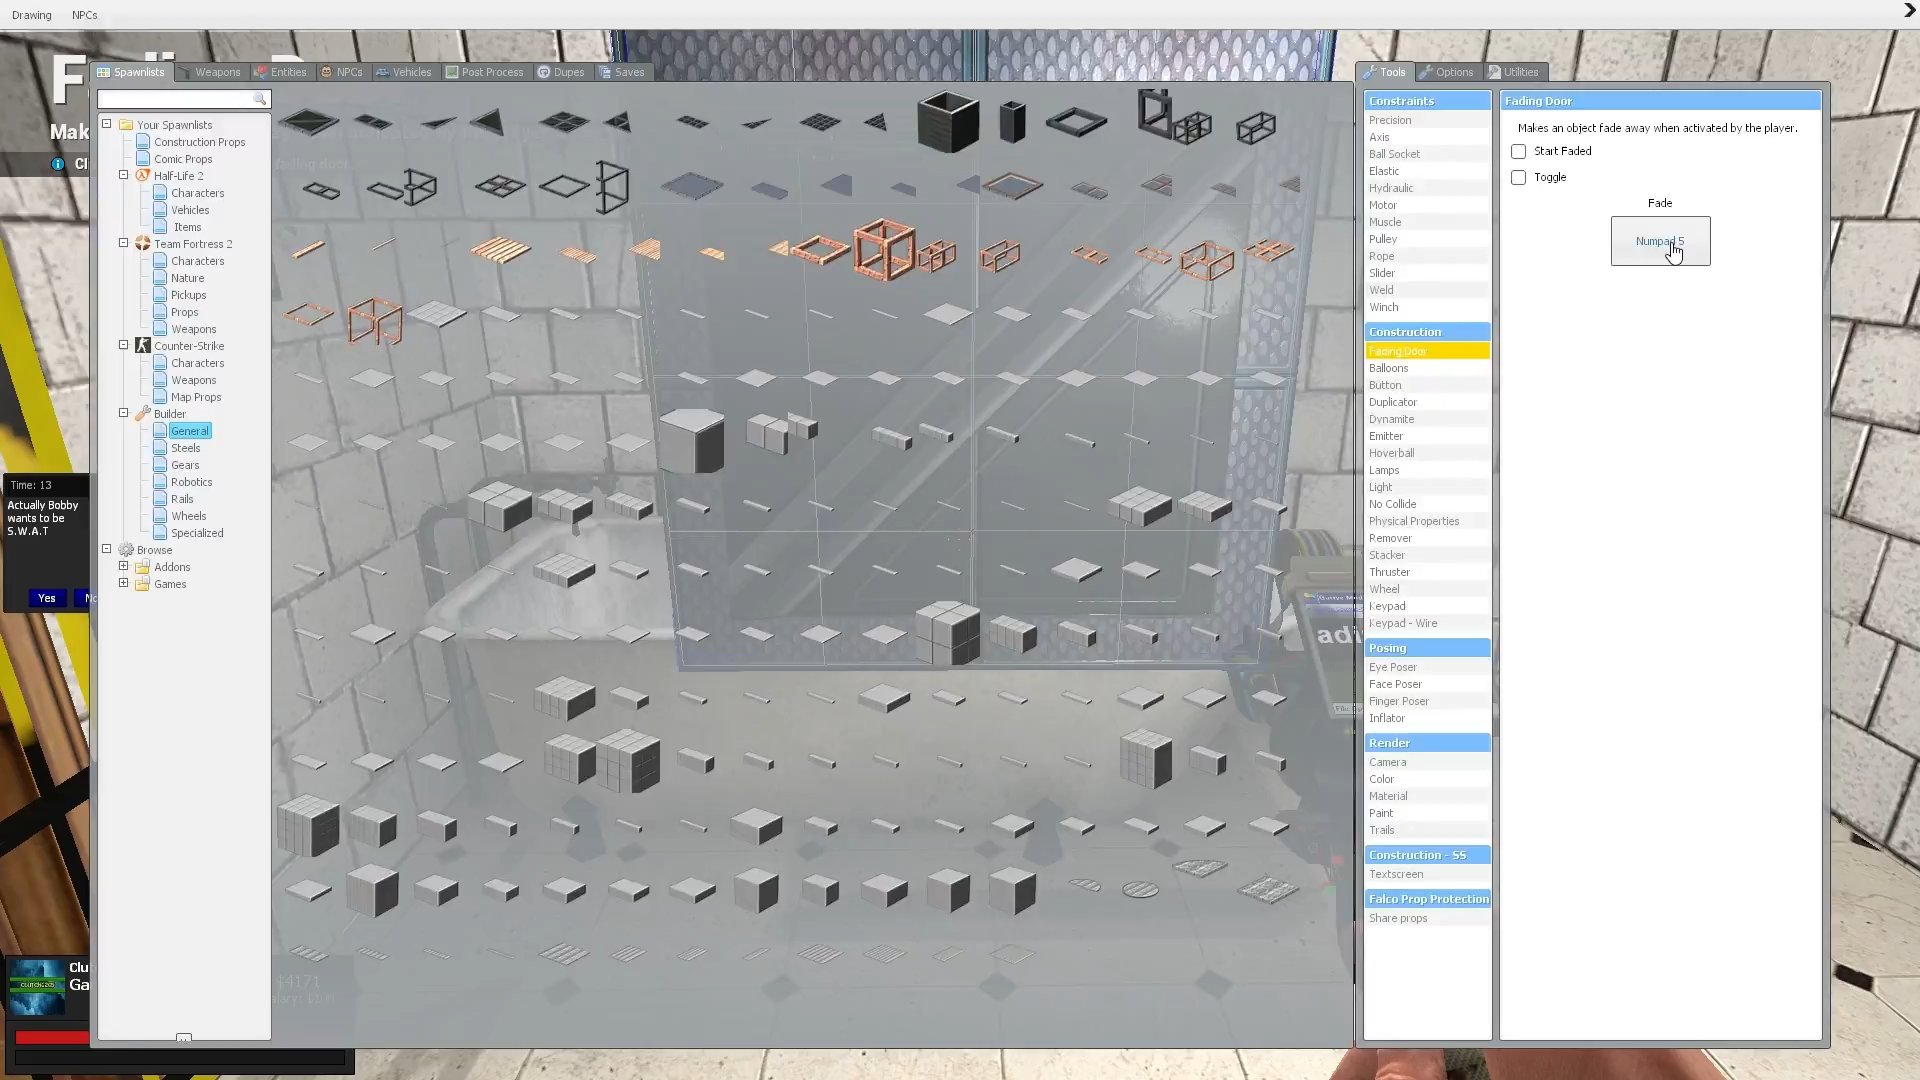 Drawing NPCs
Spawnlists Weapons Entities NPCs Vehicles Post Process Dupes Saves
Tools Options Utilities
Mak
Your Spawnlists
Construction Props
Comic Props
Half-Life 2
Characters
Vehicles
Items
Team Fortress 2
Characters
Nature
Pickups
Props
Weapons
Counter-Strike
Characters
Weapons
Map Props
Builder
General
Steels
Gears
Robotics
Rails
Wheels
Specialized
Browse
Addons
Games
Time: 13
Actually Bobby
wants to be
S.W.A.T
Yes
Clu
Ga
$4171
adi
Constraints
Precision
Axis
Ball Socket
Elastic
Hydraulic
Motor
Muscle
Pulley
Rope
Slider
Weld
Winch
Construction
Fading Door
Balloons
Button
Duplicator
Dynamite
Emitter
Hoverball
Lamps
Light
No Collide
Physical Properties
Remover
Stacker
Thruster
Wheel
Keypad
Keypad - Wire
Posing
Eye Poser
Face Poser
Finger Poser
Inflator
Render
Camera
Color
Material
Paint
Trails
Construction - SS
Textscreen
Falco Prop Protection
Share props
Fading Door
Makes an object fade away when activated by the player.
Start Faded
Toggle
Fade
Numpad 5